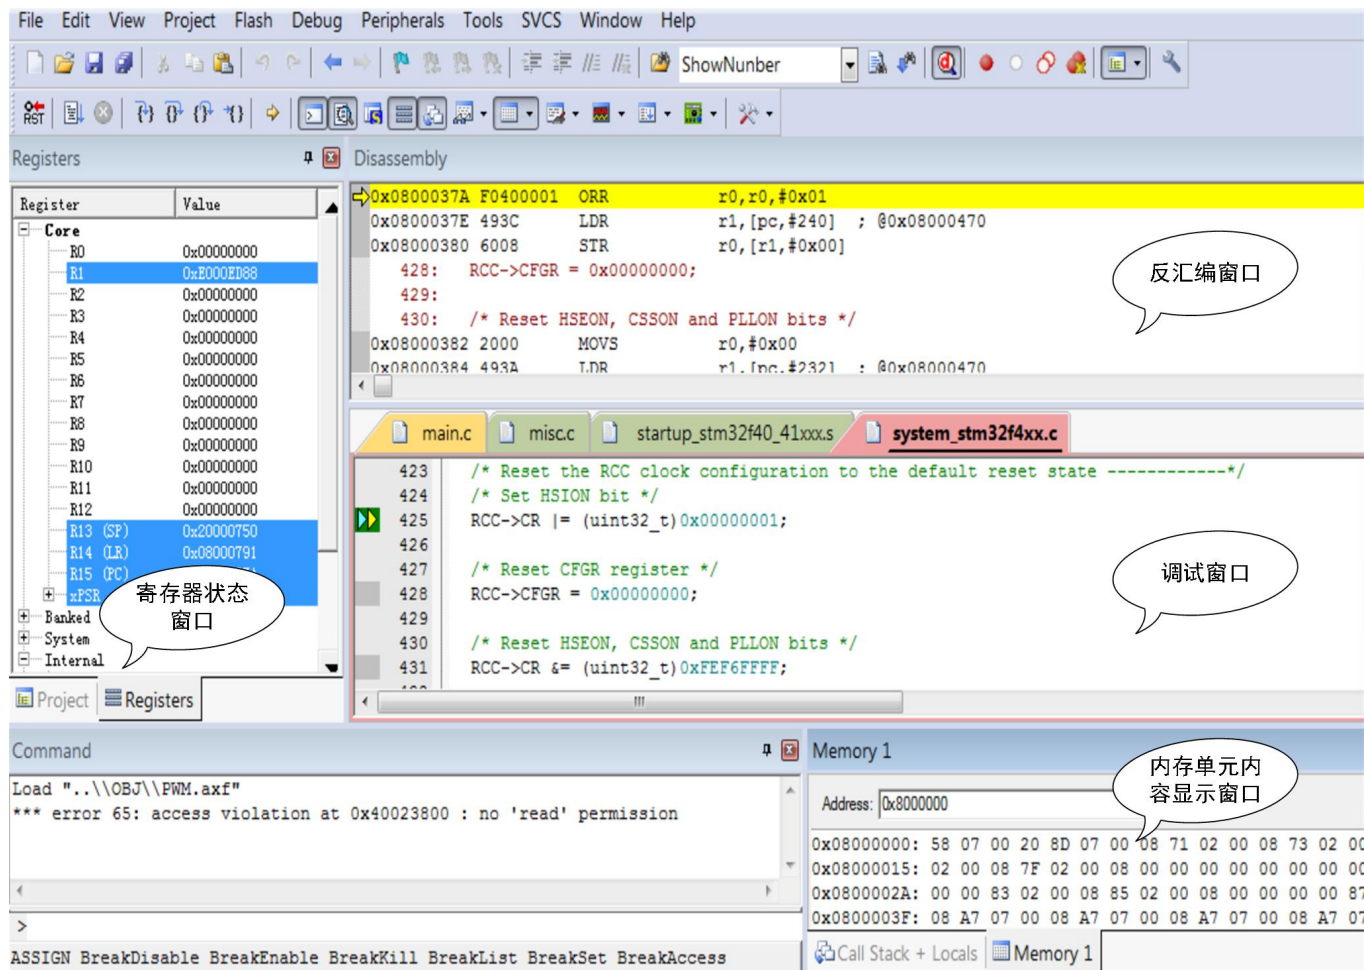 File Edit View Project Flash Debug Peripherals Tools SVCS Window Help
ShowNunber
RST
Registers
Register Value
Core
R0 0x00000000
R1 0xE000ED88
R2 0x00000000
R3 0x00000000
R4 0x00000000
R5 0x00000000
R6 0x00000000
R7 0x00000000
R8 0x00000000
R9 0x00000000
R10 0x00000000
R11 0x00000000
R12 0x00000000
R13 (SP) 0x20000750
R14 (LR) 0x08000791
R15 (PC)
xPSR
Banked
System
Internal
寄存器状态
窗口
Project Registers
Disassembly
0x0800037A F0400001 ORR r0,r0,#0x01
0x0800037E 493C LDR r1,[pc,#240] ; @0x08000470
0x08000380 6008 STR r0,[r1,#0x00]
428: RCC->CFGR = 0x00000000;
429:
430: /* Reset HSEON, CSSON and PLLON bits */
0x08000382 2000 MOVS r0,#0x00
0x08000384 493A LDR r1,[pc,#232] ; @0x08000470
反汇编窗口
main.c misc.c startup_stm32f40_41xxx.s system_stm32f4xx.c
423 /* Reset the RCC clock configuration to the default reset state ------------*/
424 /* Set HSION bit */
425 RCC->CR |= (uint32_t)0x00000001;
426
427 /* Reset CFGR register */
428 RCC->CFGR = 0x00000000;
429
430 /* Reset HSEON, CSSON and PLLON bits */
431 RCC->CR &= (uint32_t)0xFEF6FFFF;
调试窗口
Command
Load "..\\OBJ\\PWM.axf"
*** error 65: access violation at 0x40023800 : no 'read' permission
>
ASSIGN BreakDisable BreakEnable BreakKill BreakList BreakSet BreakAccess
Memory 1
内存单元内
容显示窗口
Address: 0x8000000
0x08000000: 58 07 00 20 8D 07 00 08 71 02 00 08 73 02 00
0x08000015: 02 00 08 7F 02 00 08 00 00 00 00 00 00 00 00
0x0800002A: 00 00 83 02 00 08 85 02 00 08 00 00 00 00 87
0x0800003F: 08 A7 07 00 08 A7 07 00 08 A7 07 00 08 A7 07
Call Stack + Locals Memory 1